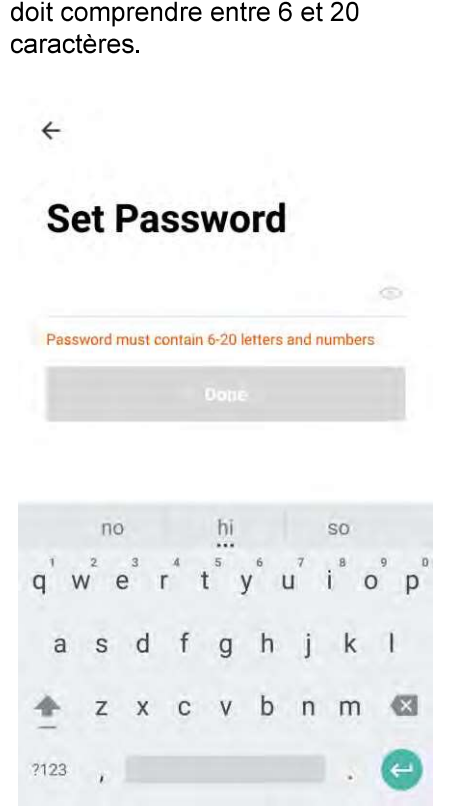 doit comprendre entre 6 et 20
caractères.
Set Password
Password must contain 6-20 letters and numbers
Done
no hi so
1 2 3 4 5 6 7 8 9 0
q w e r t y u i o p
a s d f g h j k l
z x c v b n m
?123 , .